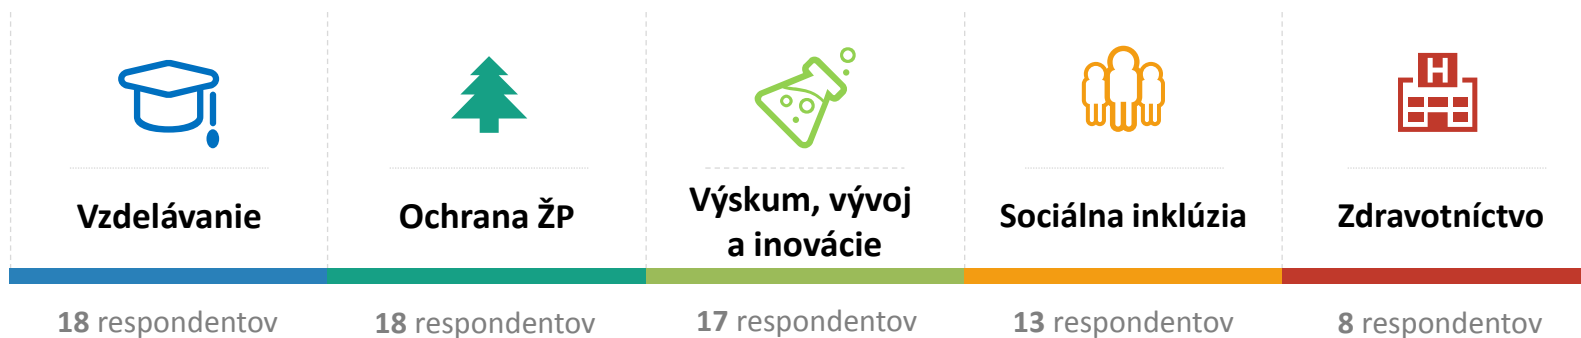 H
Vzdelávanie
Ochrana ŽP
Výskum, vývoj
a inovácie
Sociálna inklúzia
Zdravotníctvo
18 respondentov
18 respondentov
17 respondentov
13 respondentov
8 respondentov